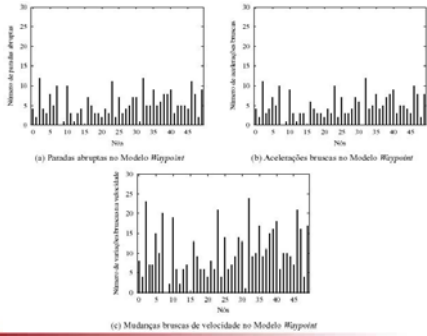 30
25
20
15
10
5
0
Número de paradas abruptas
0 5 10 15 20 25 30 35 40 45
Nós
(a) Paradas abruptas no Modelo Waypoint
30
25
20
15
10
5
0
Número de acelerações bruscas
0 5 10 15 20 25 30 35 40 45
Nós
(b) Acelerações bruscas no Modelo Waypoint
30
25
20
15
10
5
0
Número de variações bruscas na velocidade
0 5 10 15 20 25 30 35 40 45
Nós
(c) Mudanças bruscas de velocidade no Modelo Waypoint